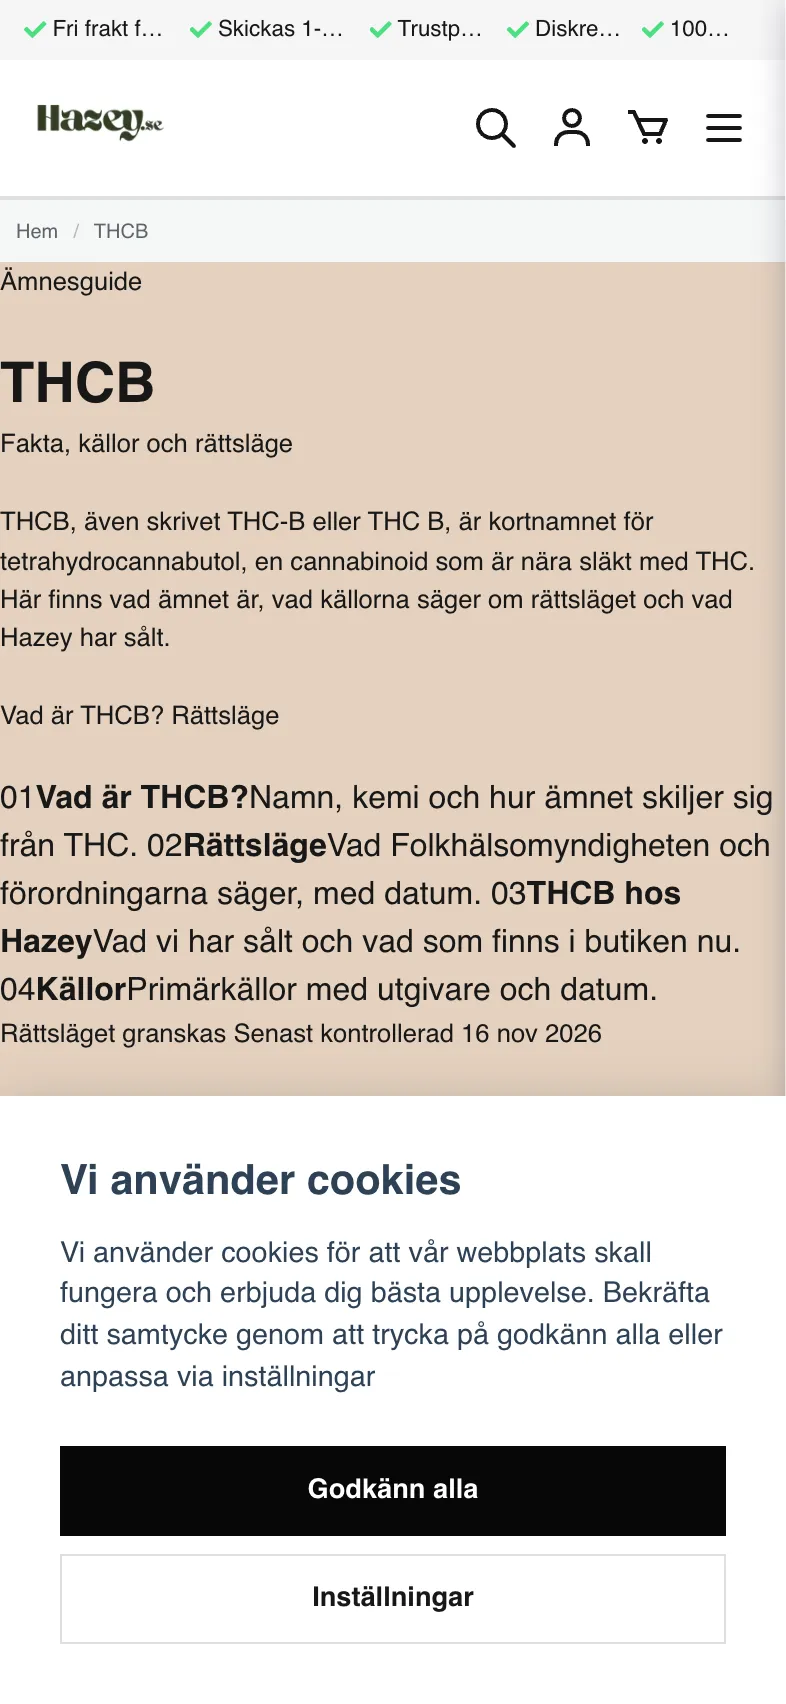 Fri frakt f... Skickas 1-... Trustp... Diskre... 100...
Hazey.se
Hem / THCB
Ämnesguide
THCB
Fakta, källor och rättsläge
THCB, även skrivet THC-B eller THC B, är kortnamnet för
tetrahydrocannabutol, en cannabinoid som är nära släkt med THC.
Här finns vad ämnet är, vad källorna säger om rättsläget och vad
Hazey har sålt.
Vad är THCB? Rättsläge
01Vad är THCB?Namn, kemi och hur ämnet skiljer sig
från THC. 02RättslägeVad Folkhälsomyndigheten och
förordningarna säger, med datum. 03THCB hos
HazeyVad vi har sålt och vad som finns i butiken nu.
04KällorPrimärkällor med utgivare och datum.
Rättsläget granskas Senast kontrollerad 16 nov 2026
Vi använder cookies
Vi använder cookies för att vår webbplats skall
fungera och erbjuda dig bästa upplevelse. Bekräfta
ditt samtycke genom att trycka på godkänn alla eller
anpassa via inställningar
Godkänn alla
Inställningar